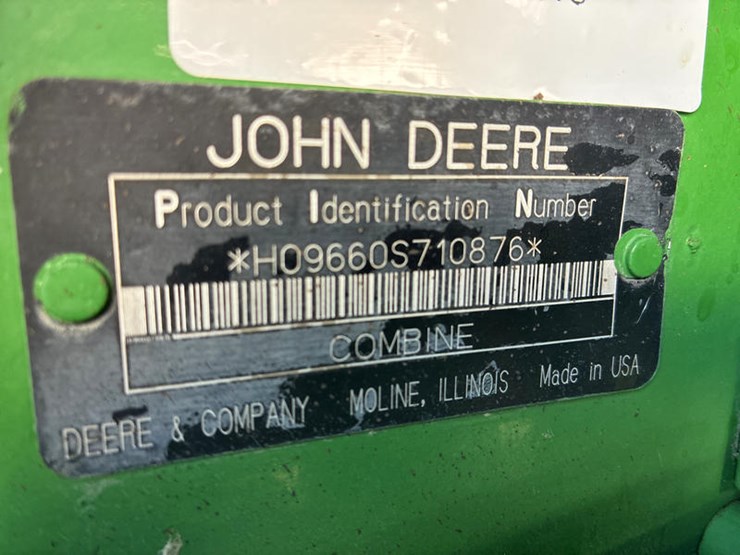 JOHN DEERE
Product Identification Number
*H09660S710876*
COMBINE
DEERE & COMPANY MOLINE, ILLINOIS Made in USA